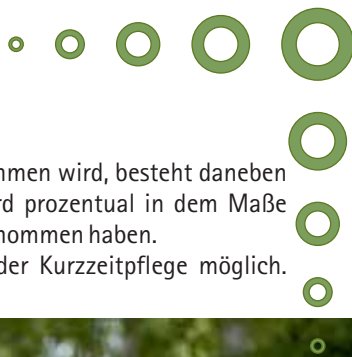 mmen wird, besteht daneben
rd prozentual in dem Maße
nommen haben.
der Kurzzeitpflege möglich.